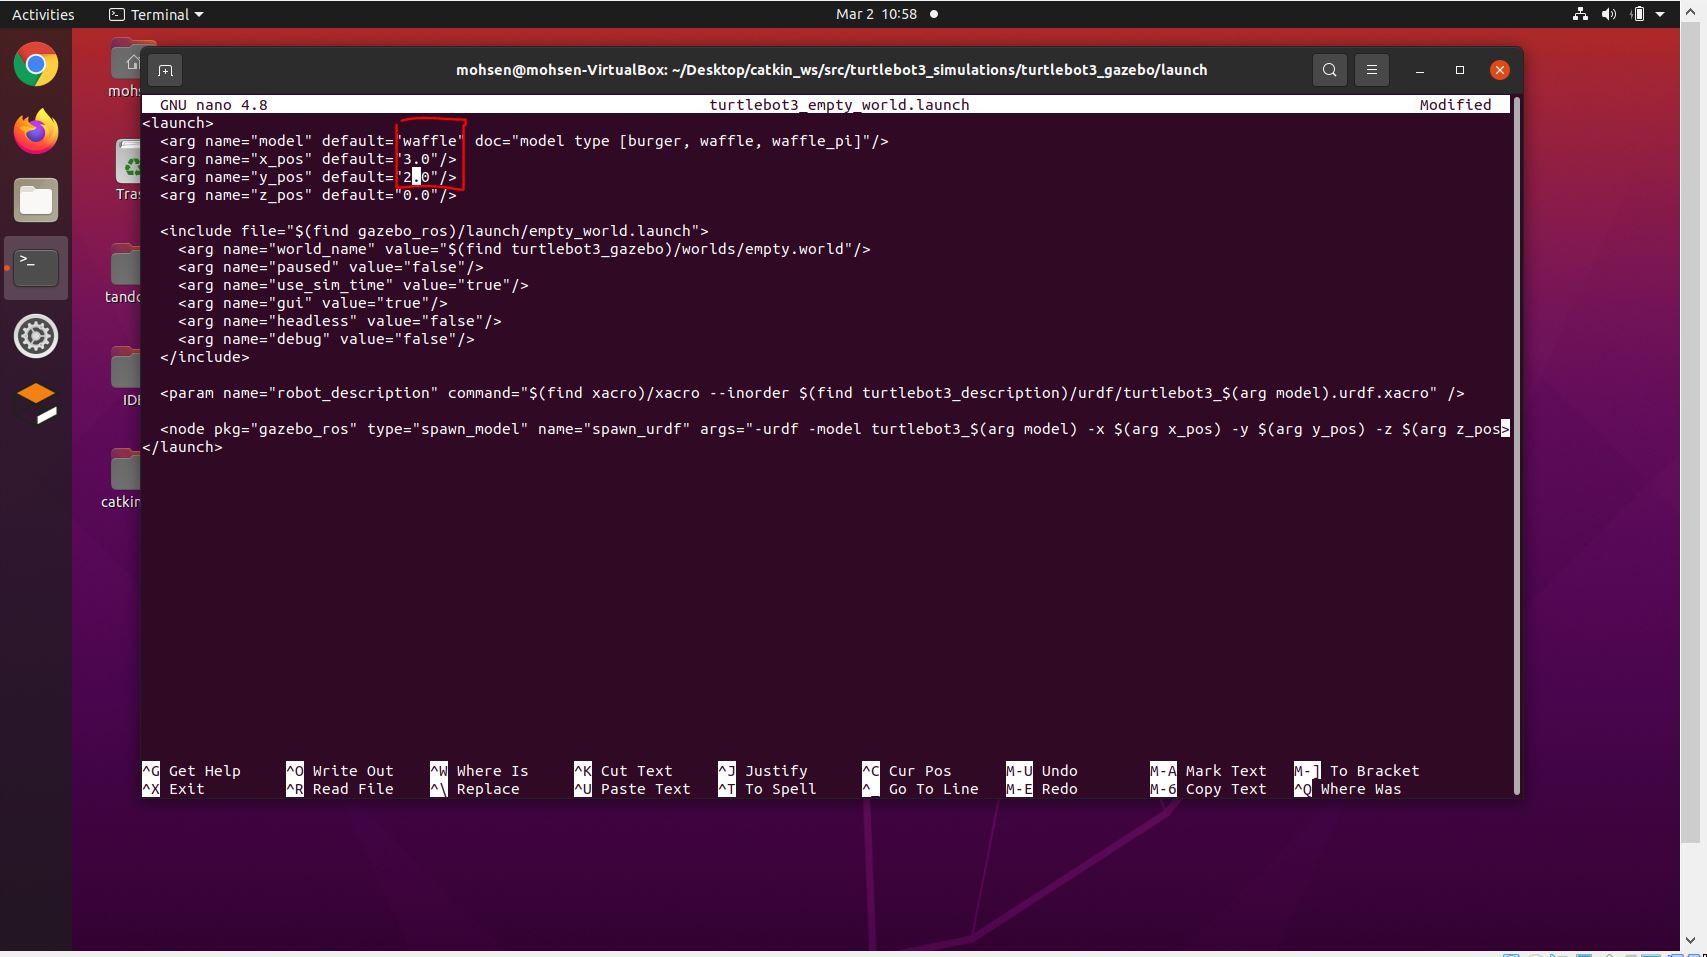 Activities Terminal Mar 2 10:58
mohsen@mohsen-VirtualBox: ~/Desktop/catkin_ws/src/turtlebot3_simulations/turtlebot3_gazebo/launch
GNU nano 4.8 turtlebot3_empty_world.launch Modified
<launch>
  <arg name="model" default="waffle" doc="model type [burger, waffle, waffle_pi]"/>
  <arg name="x_pos" default="3.0"/>
  <arg name="y_pos" default="2.0"/>
  <arg name="z_pos" default="0.0"/>
  <include file="$(find gazebo_ros)/launch/empty_world.launch">
    <arg name="world_name" value="$(find turtlebot3_gazebo)/worlds/empty.world"/>
    <arg name="paused" value="false"/>
    <arg name="use_sim_time" value="true"/>
    <arg name="gui" value="true"/>
    <arg name="headless" value="false"/>
    <arg name="debug" value="false"/>
  </include>
  <param name="robot_description" command="$(find xacro)/xacro --inorder $(find turtlebot3_description)/urdf/turtlebot3_$(arg model).urdf.xacro" />
  <node pkg="gazebo_ros" type="spawn_model" name="spawn_urdf" args="-urdf -model turtlebot3_$(arg model) -x $(arg x_pos) -y $(arg y_pos) -z $(arg z_pos>
</launch>
^G Get Help ^O Write Out ^W Where Is ^K Cut Text ^J Justify ^C Cur Pos M-U Undo M-A Mark Text M-] To Bracket
^X Exit ^R Read File ^\ Replace ^U Paste Text ^T To Spell ^_ Go To Line M-E Redo M-6 Copy Text ^Q Where Was
mohs
Tras
tando
IDE
catkin